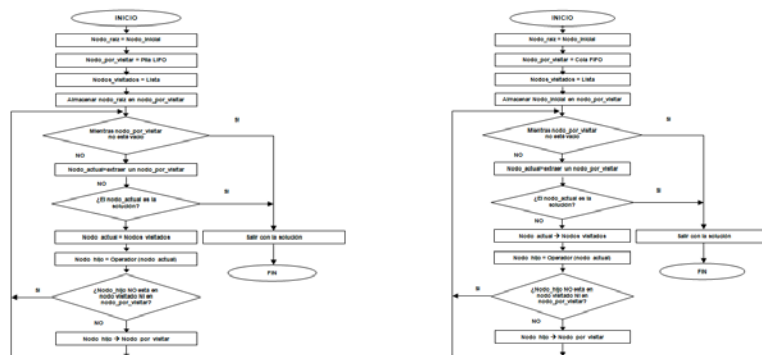 INICIO
Nodo_raiz = Nodo_Inicial
Nodo_por_visitar = Pila LIFO
Nodos_visitados = Lista
Almacenar nodo_raiz en nodo_por_visitar
Mientras nodo_por_visitar
no está vacío
SI
NO
Nodo_actual=extraer un nodo_por_visitar
NO
¿El nodo_actual es la
solución?
SI
Nodo actual = Nodos visitados
Salir con la solución
Nodo hijo = Operador (nodo actual)
FIN
¿Nodo_hijo NO está en
nodo visitado NI en
nodo_por_visitar?
SI
NO
Nodo hijo → Nodo por visitar
INICIO
Nodo_raiz = Nodo_Inicial
Nodo_por_visitar = Cola FIFO
Nodos_visitados = Lista
Almacenar Nodo_Inicial en nodo_por_visitar
Mientras nodo_por_visitar
no está vacío
SI
NO
Nodo_actual=extraer un nodo_por_visitar
¿El nodo_actual es la
solución?
SI
NO
Nodo actual → Nodos visitados
Salir con la solución
Nodo hijo = Operador (nodo actual)
FIN
¿Nodo_hijo NO está en
nodo visitado NI en
nodo_por_visitar?
SI
NO
Nodo hijo → Nodo por visitar